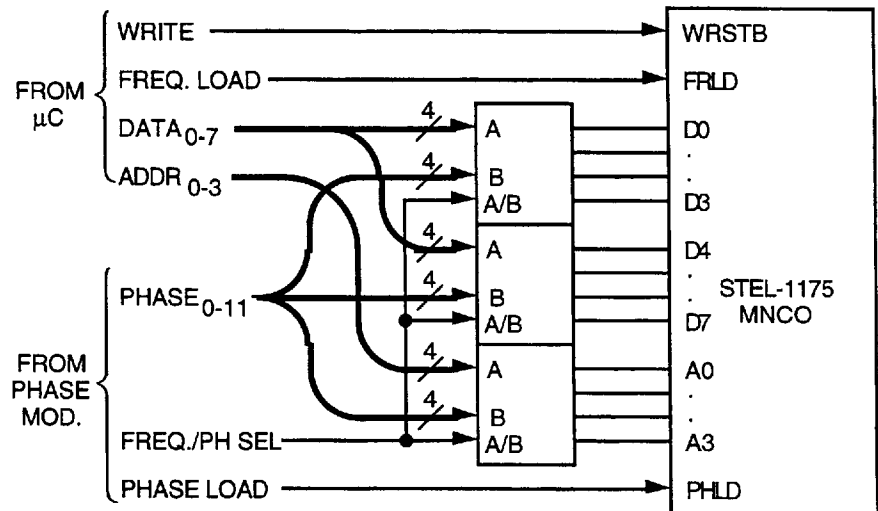 WRITE
WRSTB
FREQ. LOAD
FRLD
FROM
µC
DATA0-7
4
A
D0
.
ADDR 0-3
4
B
.
A/B
D3
4
A
D4
.
PHASE0-11
4
B
.
A/B
D7
STEL-1175
MNCO
4
A
A0
.
FROM
PHASE
MOD.
4
B
.
FREQ./PH SEL
A/B
A3
PHASE LOAD
PHLD